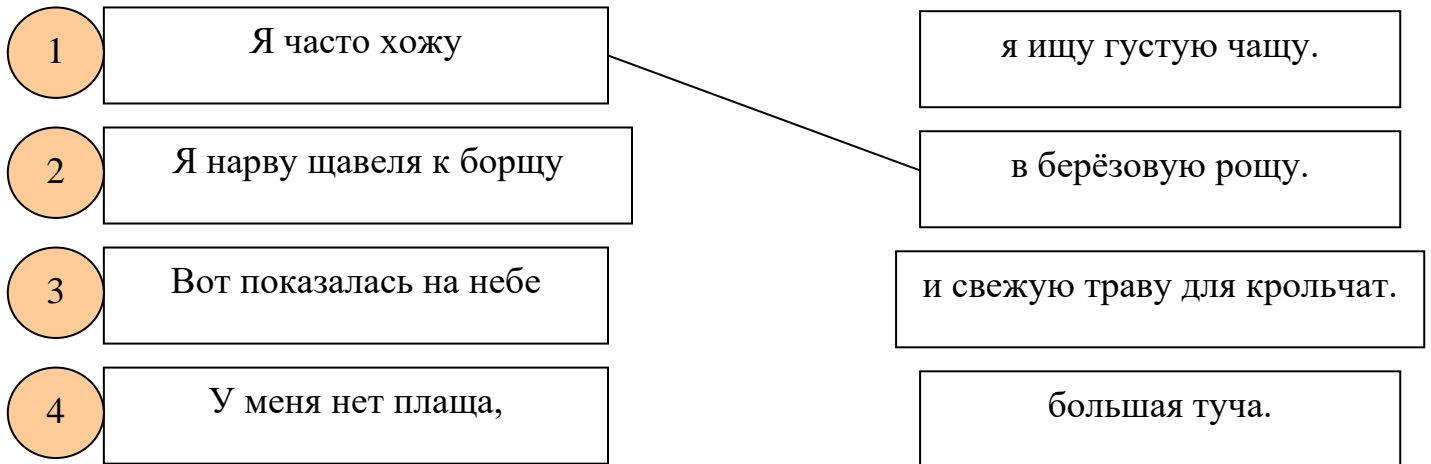 1 Я часто хожу я ищу густую чащу.
2 Я нарву щавеля к борщу в берёзовую рощу.
3 Вот показалась на небе и свежую траву для крольчат.
4 У меня нет плаща, большая туча.